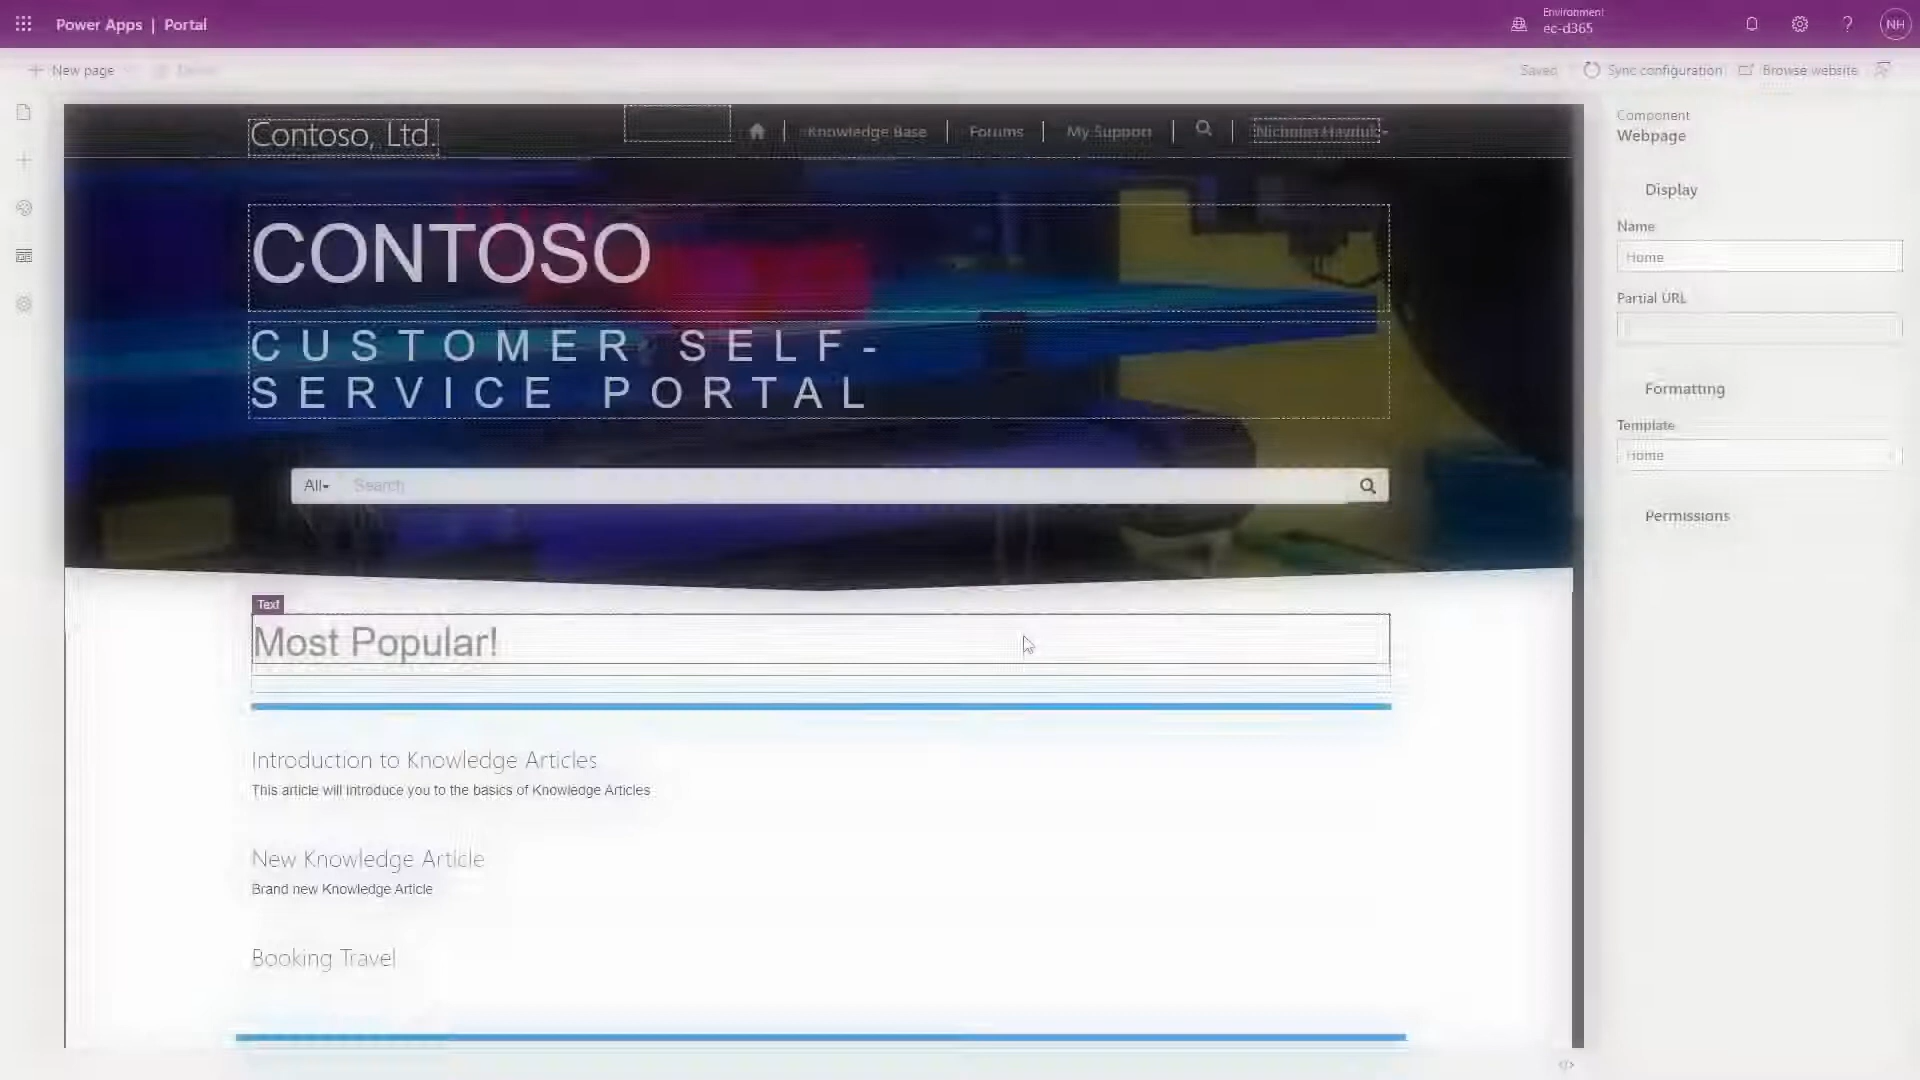 Power Apps | Portal
Environment
ec-d365
?
NH
New page
Saved
Sync configuration
Browse website
Contoso, Ltd.
Knowledge Base
Forums
My Support
CONTOSO
CUSTOMER SELF-
SERVICE PORTAL
All
Search
Text
Most Popular!
Introduction to Knowledge Articles
This article will introduce you to the basics of Knowledge Articles
New Knowledge Article
Brand new Knowledge Article
Booking Travel
Component
Webpage
Display
Name
Home
Partial URL
Formatting
Template
Home
Permissions